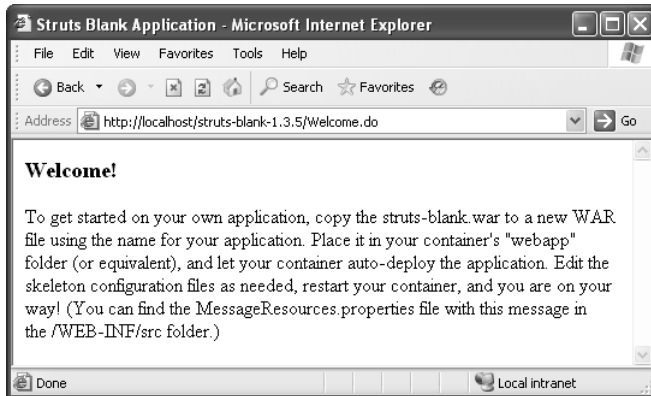 Struts Blank Application - Microsoft Internet Explorer
File Edit View Favorites Tools Help
Back Search Favorites
Address http://localhost/struts-blank-1.3.5/Welcome.do Go
Welcome!
To get started on your own application, copy the struts-blank.war to a new WAR
file using the name for your application. Place it in your container's "webapp"
folder (or equivalent), and let your container auto-deploy the application. Edit the
skeleton configuration files as needed, restart your container, and you are on your
way! (You can find the MessageResources.properties file with this message in
the /WEB-INF/src folder.)
Done Local intranet